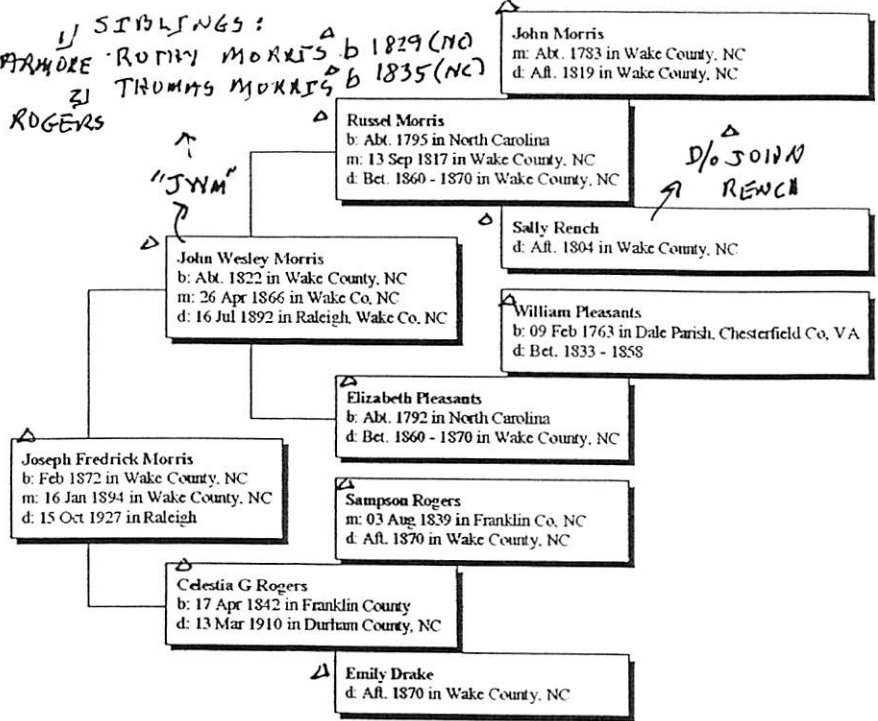 1) SIBLINGS:
ROTHY MORRIS b 1829 (NC)
2) THOMAS MORRIS b 1835 (NC)
ROGERS
"JWM"
John Morris
m: Abt. 1783 in Wake County, NC
d: Aft. 1819 in Wake County, NC
Russel Morris
b: Abt. 1795 in North Carolina
m: 13 Sep 1817 in Wake County, NC
d: Bet. 1860 - 1870 in Wake County, NC
D/o JOHN
RENCH
Sally Rench
d: Aft. 1804 in Wake County, NC
John Wesley Morris
b: Abt. 1822 in Wake County, NC
m: 26 Apr 1866 in Wake Co, NC
d: 16 Jul 1892 in Raleigh, Wake Co, NC
William Pleasants
b: 09 Feb 1763 in Dale Parish, Chesterfield Co, VA
d: Bet. 1833 - 1858
Elizabeth Pleasants
b: Abt. 1792 in North Carolina
d: Bet. 1860 - 1870 in Wake County, NC
Joseph Fredrick Morris
b: Feb 1872 in Wake County, NC
m: 16 Jan 1894 in Wake County, NC
d: 15 Oct 1927 in Raleigh
Sampson Rogers
m: 03 Aug 1839 in Franklin Co, NC
d: Aft. 1870 in Wake County, NC
Celestia G Rogers
b: 17 Apr 1842 in Franklin County
d: 13 Mar 1910 in Durham County, NC
Emily Drake
d: Aft. 1870 in Wake County, NC